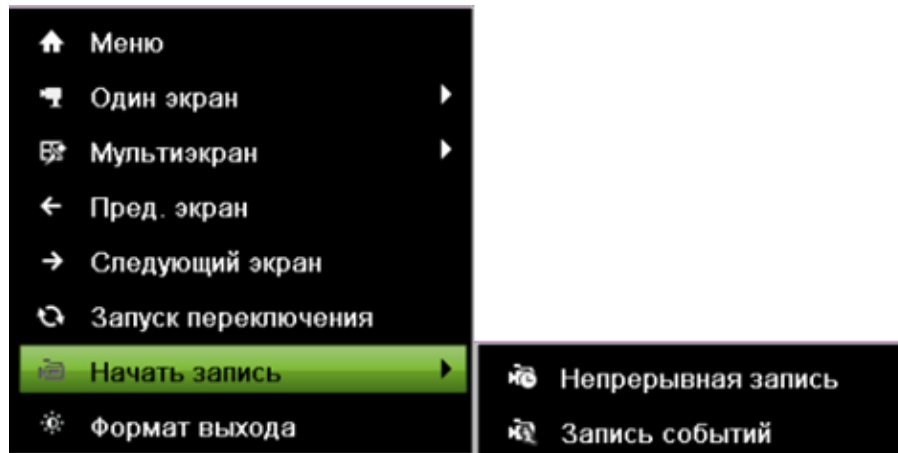 Меню
Один экран
Мультиэкран
Пред. экран
Следующий экран
Запуск переключения
Начать запись
Непрерывная запись
Формат выхода
Запись событий